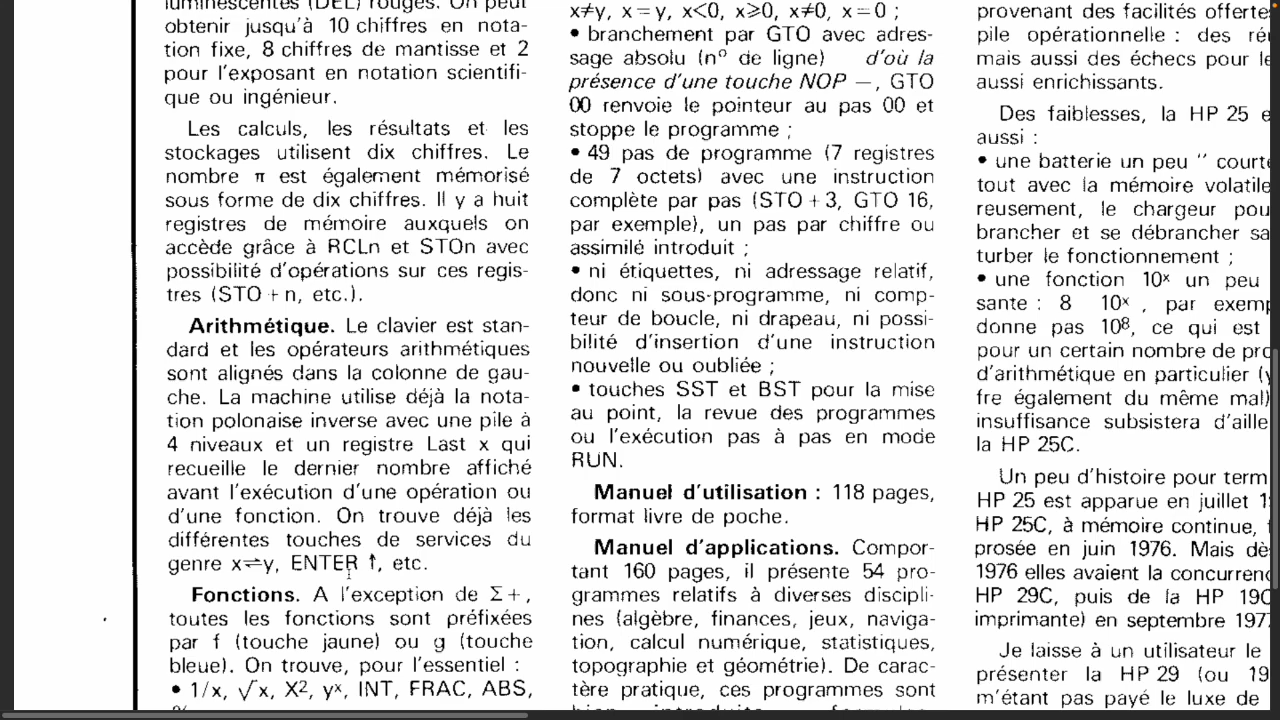 luminescentes (DEL) rouges. On peut
obtenir jusqu'à 10 chiffres en nota-
tion fixe, 8 chiffres de mantisse et 2
pour l'exposant en notation scientifi-
que ou ingénieur.
Les calculs, les résultats et les
stockages utilisent dix chiffres. Le
nombre π est également mémorisé
sous forme de dix chiffres. Il y a huit
registres de mémoire auxquels on
accède grâce à RCLn et STOn avec
possibilité d'opérations sur ces regis-
tres (STO + n, etc.).
Arithmétique. Le clavier est stan-
dard et les opérateurs arithmétiques
sont alignés dans la colonne de gau-
che. La machine utilise déjà la nota-
tion polonaise inverse avec une pile à
4 niveaux et un registre Last x qui
recueille le dernier nombre affiché
avant l'exécution d'une opération ou
d'une fonction. On trouve déjà les
différentes touches de services du
genre x⇌y, ENTER ↑, etc.
Fonctions. A l'exception de Σ+,
toutes les fonctions sont préfixées
par f (touche jaune) ou g (touche
bleue). On trouve, pour l'essentiel :
• 1/x, √x, X², yˣ, INT, FRAC, ABS,
x≠y, x=y, x<0, x⩾0, x≠0, x=0 ;
• branchement par GTO avec adres-
sage absolu (nº de ligne) d'où la
présence d'une touche NOP —, GTO
00 renvoie le pointeur au pas 00 et
stoppe le programme ;
• 49 pas de programme (7 registres
de 7 octets) avec une instruction
complète par pas (STO + 3, GTO 16,
par exemple), un pas par chiffre ou
assimilé introduit ;
• ni étiquettes, ni adressage relatif,
donc ni sous-programme, ni comp-
teur de boucle, ni drapeau, ni possi-
bilité d'insertion d'une instruction
nouvelle ou oubliée ;
• touches SST et BST pour la mise
au point, la revue des programmes
ou l'exécution pas à pas en mode
RUN.
Manuel d'utilisation : 118 pages,
format livre de poche.
Manuel d'applications. Compor-
tant 160 pages, il présente 54 pro-
grammes relatifs à diverses discipli-
nes (algèbre, finances, jeux, naviga-
tion, calcul numérique, statistiques,
topographie et géométrie). De carac-
tère pratique, ces programmes sont
provenant des facilités offerte
pile opérationnelle : des ré
mais aussi des échecs pour le
aussi enrichissants.
Des faiblesses, la HP 25 e
aussi :
• une batterie un peu " courte
tout avec la mémoire volatile
reusement, le chargeur pou
brancher et se débrancher sa
turber le fonctionnement ;
• une fonction 10ˣ un peu
sante : 8 10ˣ , par exemp
donne pas 10⁸, ce qui est
pour un certain nombre de pro
d'arithmétique en particulier (y
fre également du même mal)
insuffisance subsistera d'aille
la HP 25C.
Un peu d'histoire pour term
HP 25 est apparue en juillet 1
HP 25C, à mémoire continue,
prosée en juin 1976. Mais dè
1976 elles avaient la concurrenc
HP 29C, puis de la HP 19C
imprimante) en septembre 197
Je laisse à un utilisateur le
présenter la HP 29 (ou 19
m'étant pas payé le luxe de